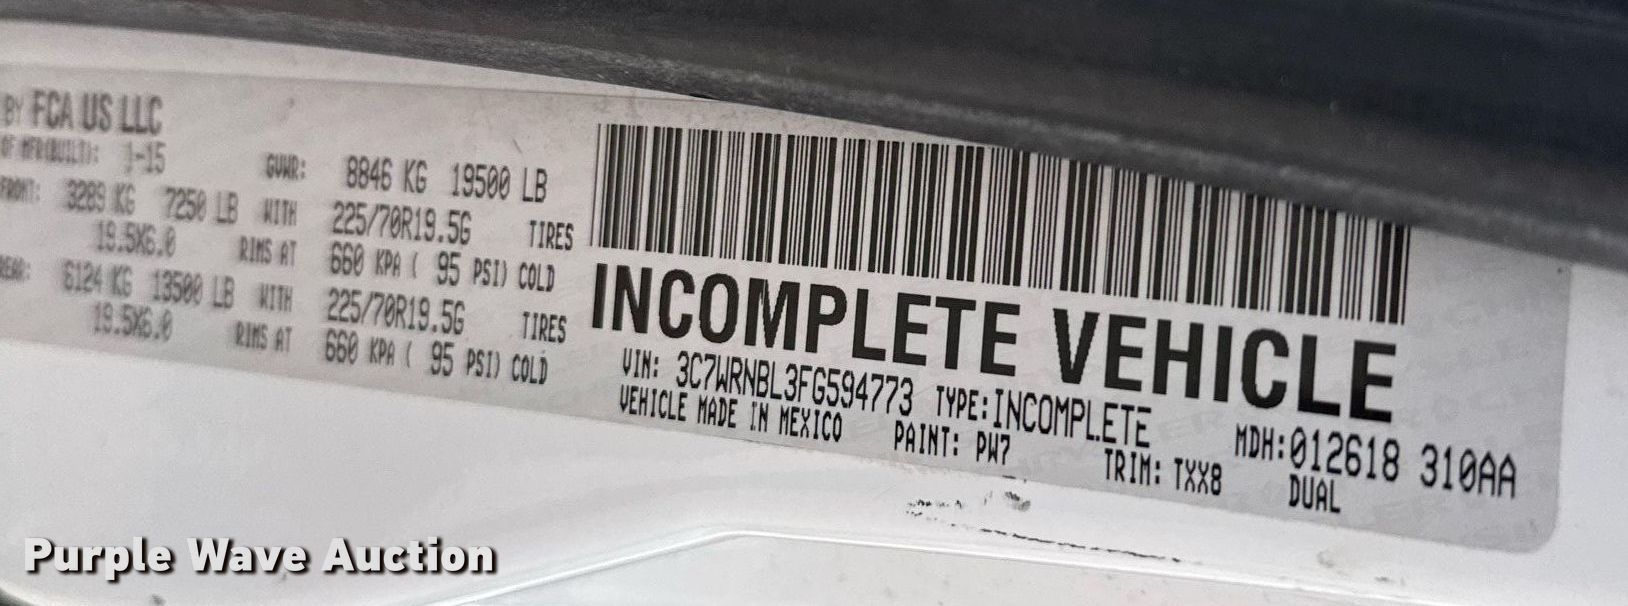 BY FCA US LLC
OF MFR(BUILT): 1-15 GVWR: 8846 KG 19500 LB
FRONT: 3289 KG 7250 LB WITH 225/70R19.5G TIRES
19.5X6.0 RIMS AT 660 KPA ( 95 PSI) COLD
REAR: 6124 KG 13500 LB WITH 225/70R19.5G TIRES
19.5X6.0 RIMS AT 660 KPA ( 95 PSI) COLD
INCOMPLETE VEHICLE
VIN: 3C7WRNBL3FG594773 TYPE:INCOMPLETE MDH:012618 310AA
VEHICLE MADE IN MEXICO PAINT: PW7 TRIM: TXX8 DUAL
Purple Wave Auction